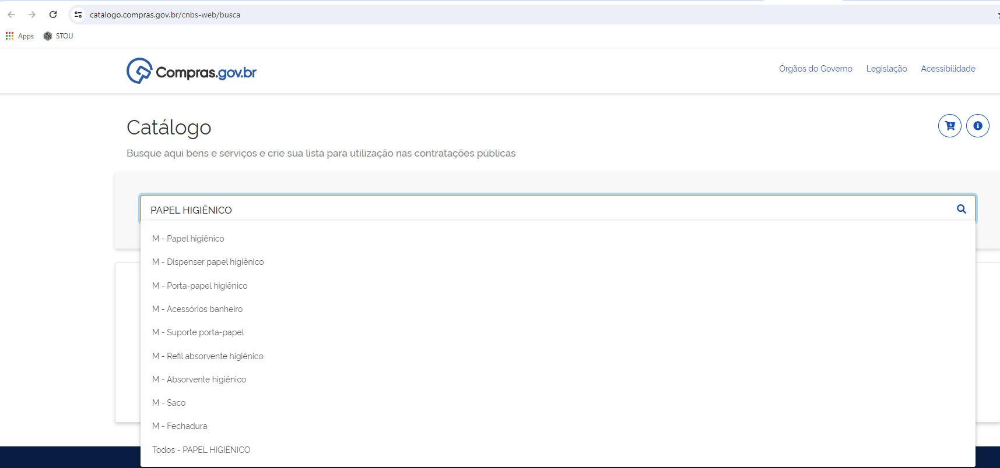 catalogo.compras.gov.br/cnbs-web/busca
Apps STOU
Compras.gov.br
Órgãos do Governo Legislação Acessibilidade
Catálogo
Busque aqui bens e serviços e crie sua lista para utilização nas contratações públicas
PAPEL HIGIÊNICO
M - Papel higiênico
M - Dispenser papel higiênico
M - Porta-papel higiênico
M - Acessórios banheiro
M - Suporte porta-papel
M - Refil absorvente higiênico
M - Absorvente higiênico
M - Saco
M - Fechadura
Todos - PAPEL HIGIÊNICO